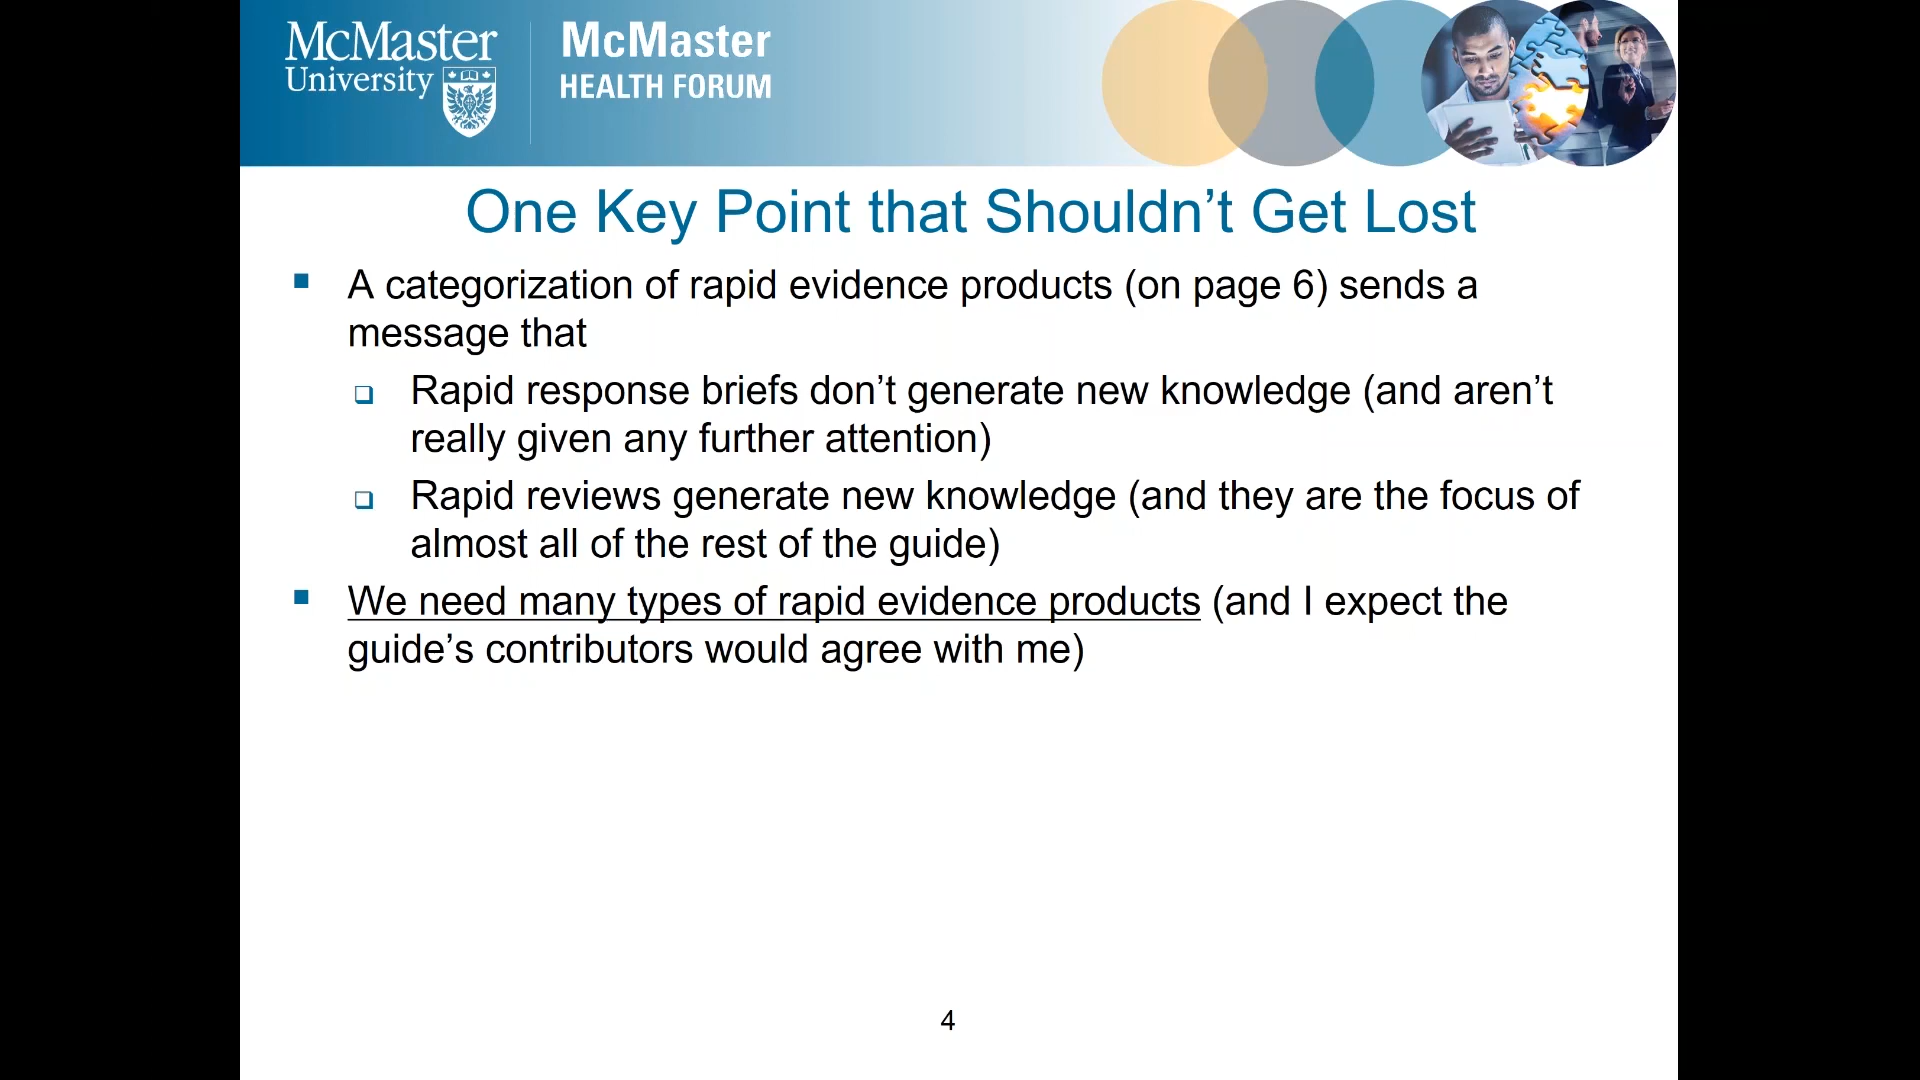 McMaster
University
McMaster
HEALTH FORUM
One Key Point that Shouldn’t Get Lost
A categorization of rapid evidence products (on page 6) sends a
message that
Rapid response briefs don’t generate new knowledge (and aren’t
really given any further attention)
Rapid reviews generate new knowledge (and they are the focus of
almost all of the rest of the guide)
We need many types of rapid evidence products (and I expect the
guide’s contributors would agree with me)
4